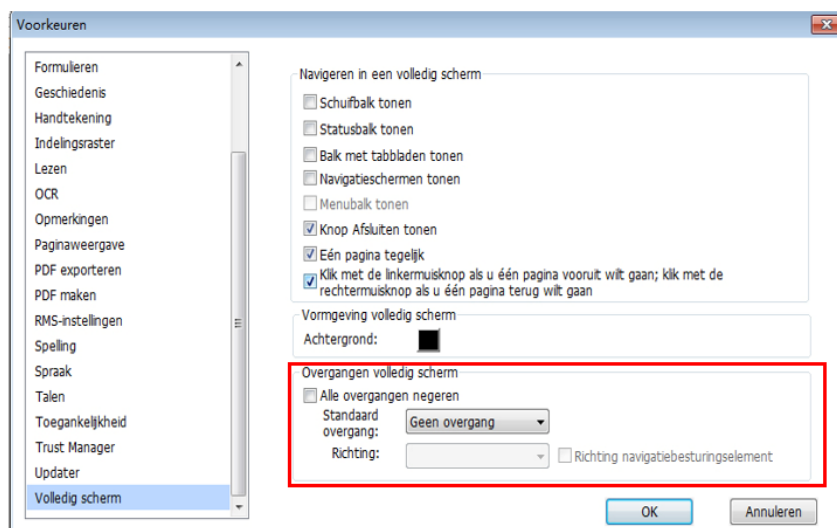 Voorkeuren
Formulieren
Geschiedenis
Handtekening
Indelingsraster
Lezen
OCR
Opmerkingen
Paginaweergave
PDF exporteren
PDF maken
RMS-instellingen
Spelling
Spraak
Talen
Toegankelijkheid
Trust Manager
Updater
Volledig scherm
Navigeren in een volledig scherm
Schuifbalk tonen
Statusbalk tonen
Balk met tabbladen tonen
Navigatieschermen tonen
Menubalk tonen
Knop Afsluiten tonen
Eén pagina tegelijk
Klik met de linkermuisknop als u één pagina vooruit wilt gaan; klik met de
rechtermuisknop als u één pagina terug wilt gaan
Vormgeving volledig scherm
Achtergrond:
Overgangen volledig scherm
Alle overgangen negeren
Standaard
overgang:
Geen overgang
Richting:
Richting navigatiebesturingselement
OK
Annuleren